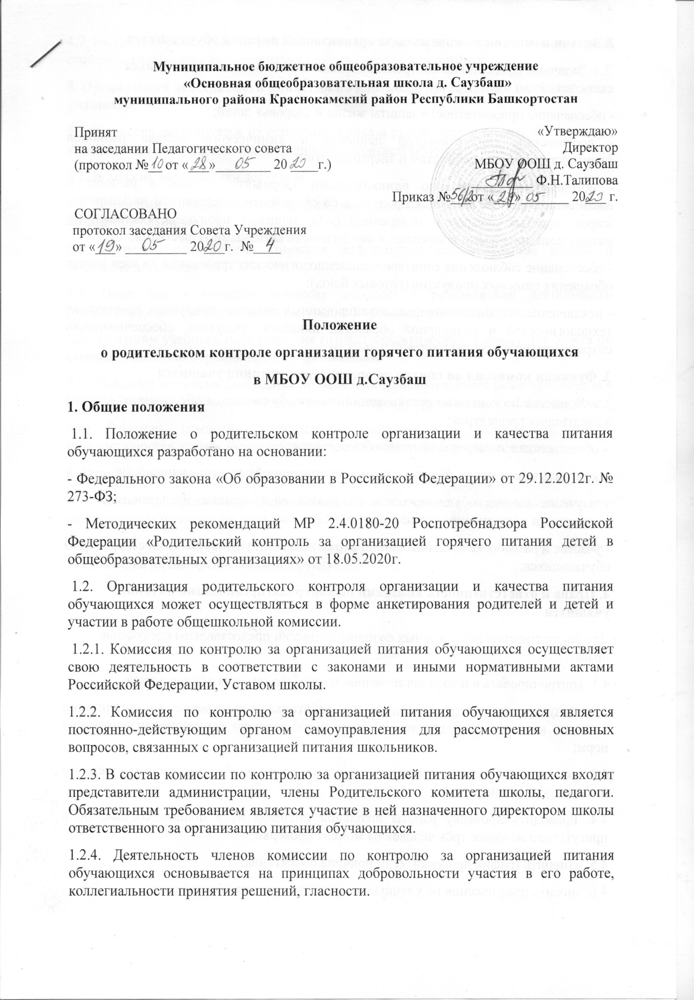 Муниципальное бюджетное общеобразовательное учреждение
«Основная общеобразовательная школа д. Саузбаш»
муниципального района Краснокамский район Республики Башкортостан
Принят
на заседании Педагогического совета
(протокол № 10 от «28» 05 2020 г.)
«Утверждаю»
Директор
МБОУ ООШ д. Саузбаш
Ф.Н.Талипова
Приказ №56/2 от «29» 05 2020 г.
СОГЛАСОВАНО
протокол заседания Совета Учреждения
от «19» 05 2020 г. № 4
Положение
о родительском контроле организации горячего питания обучающихся
в МБОУ ООШ д.Саузбаш
1. Общие положения
1.1. Положение о родительском контроле организации и качества питания
обучающихся разработано на основании:
- Федерального закона «Об образовании в Российской Федерации» от 29.12.2012г. №
273-ФЗ;
- Методических рекомендаций МР 2.4.0180-20 Роспотребнадзора Российской
Федерации «Родительский контроль за организацией горячего питания детей в
общеобразовательных организациях» от 18.05.2020г.
1.2. Организация родительского контроля организации и качества питания
обучающихся может осуществляться в форме анкетирования родителей и детей и
участии в работе общешкольной комиссии.
1.2.1. Комиссия по контролю за организацией питания обучающихся осуществляет
свою деятельность в соответствии с законами и иными нормативными актами
Российской Федерации, Уставом школы.
1.2.2. Комиссия по контролю за организацией питания обучающихся является
постоянно-действующим органом самоуправления для рассмотрения основных
вопросов, связанных с организацией питания школьников.
1.2.3. В состав комиссии по контролю за организацией питания обучающихся входят
представители администрации, члены Родительского комитета школы, педагоги.
Обязательным требованием является участие в ней назначенного директором школы
ответственного за организацию питания обучающихся.
1.2.4. Деятельность членов комиссии по контролю за организацией питания
обучающихся основывается на принципах добровольности участия в его работе,
коллегиальности принятия решений, гласности.